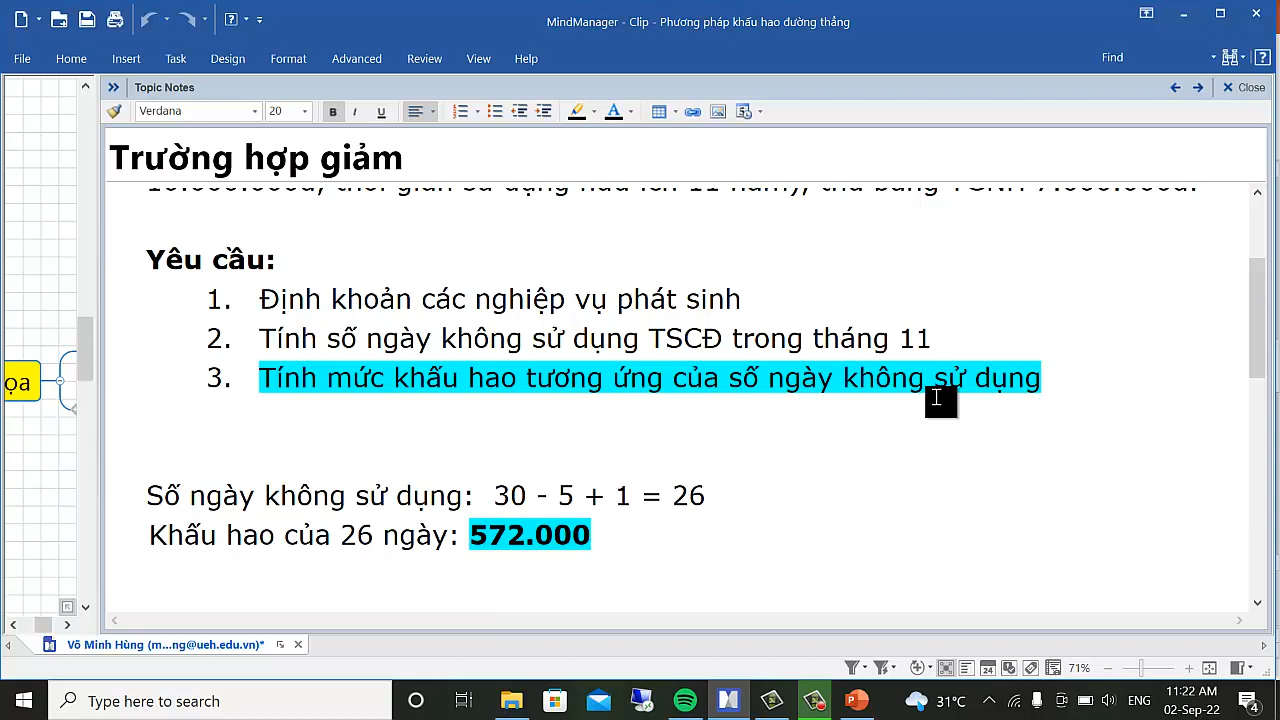 MindManager - Clip - Phương pháp khấu hao đường thẳng
File Home Insert Task Design Format Advanced Review View Help Find
Topic Notes Close
Verdana 20 B I U
Trường hợp giảm
Yêu cầu:
1. Định khoản các nghiệp vụ phát sinh
2. Tính số ngày không sử dụng TSCĐ trong tháng 11
3. Tính mức khấu hao tương ứng của số ngày không sử dụng
ọa
Số ngày không sử dụng: 30 - 5 + 1 = 26
Khấu hao của 26 ngày: 572.000
Võ Minh Hùng (m...ng@ueh.edu.vn)*
71%
Type here to search
31°C ENG 11:22 AM
02-Sep-22 4